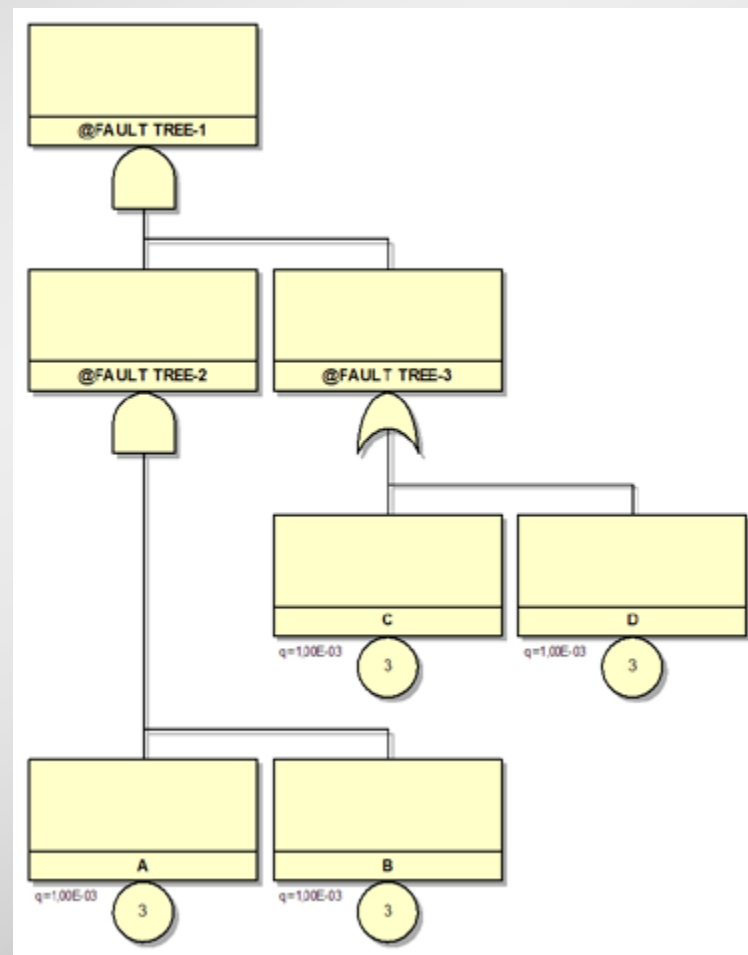 @FAULT TREE-1
@FAULT TREE-2
@FAULT TREE-3
C
D
q=1,00E-03
3
q=1,00E-03
3
A
B
q=1,00E-03
3
q=1,00E-03
3